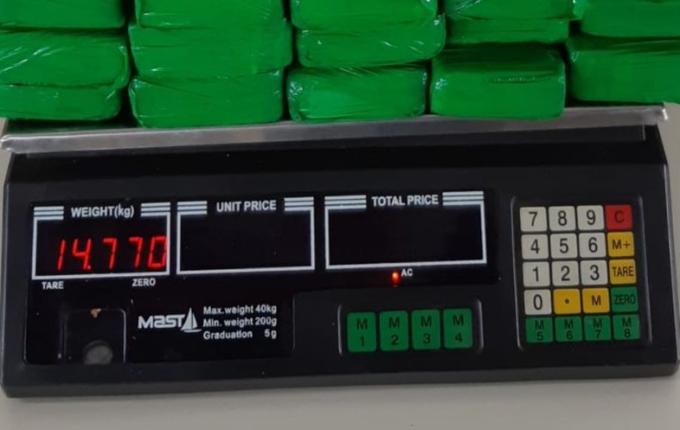 WEIGHT(kg)
UNIT PRICE
TOTAL PRICE
14.770
TARE
ZERO
AC
MAST
Max.weight 40kg
Min. weight 200g
Graduation 5g
M
1
M
2
M
3
M
4
7 8 9 C
4 5 6 M+
1 2 3 TARE
0 • M ZERO
M
5
M
6
M
7
M
8